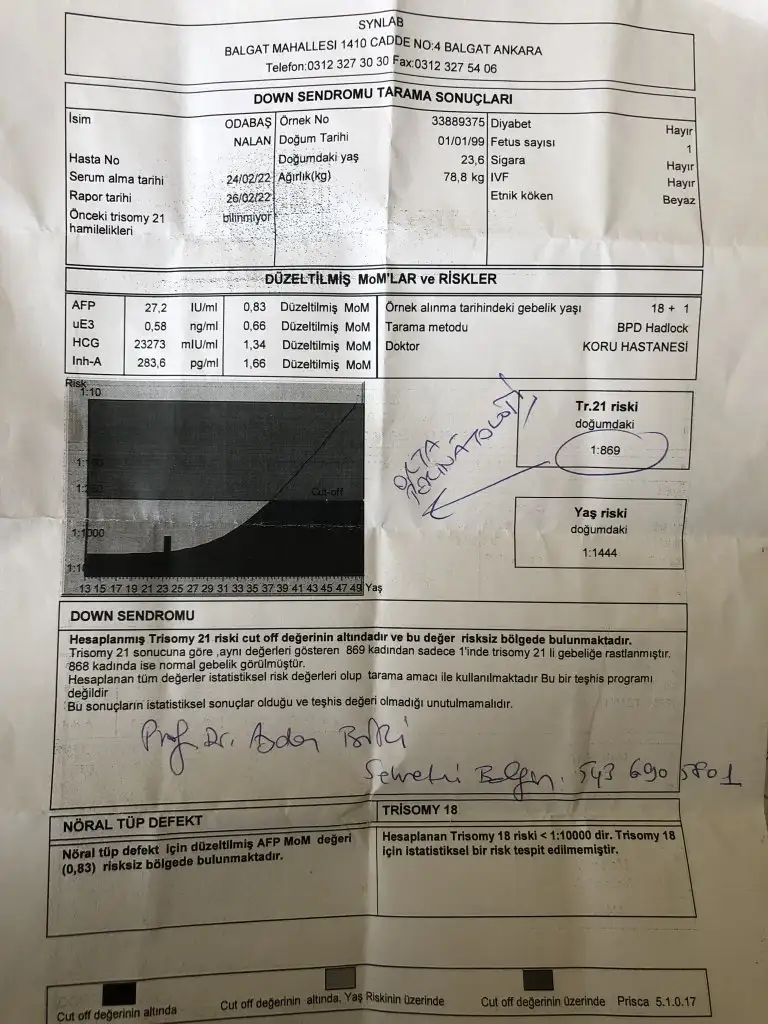 SYNLAB
BALGAT MAHALLESİ 1410 CADDE NO:4 BALGAT ANKARA
Telefon:0312 327 30 30 Fax:0312 327 54 06
DOWN SENDROMU TARAMA SONUÇLARI
İsim ODABAŞ NALAN
Hasta No
Serum alma tarihi 24/02/22
Rapor tarihi 26/02/22
Önceki trisomy 21 hamilelikleri bilinmiyor
Örnek No 33889375
Doğum Tarihi 01/01/99
Doğumdaki yaş 23,6
Ağırlık(kg) 78,8 kg
Diyabet Hayır
Fetus sayısı 1
Sigara Hayır
IVF Hayır
Etnik köken Beyaz
DÜZELTİLMİŞ MoM'LAR ve RİSKLER
AFP 27,2 IU/ml 0,83 Düzeltilmiş MoM
uE3 0,58 ng/ml 0,66 Düzeltilmiş MoM
HCG 23273 mIU/ml 1,34 Düzeltilmiş MoM
Inh-A 283,6 pg/ml 1,66 Düzeltilmiş MoM
Örnek alınma tarihindeki gebelik yaşı 18 + 1
Tarama metodu BPD Hadlock
Doktor KORU HASTANESİ
Risk
1:10
1:1000
Cut-off
13 15 17 19 21 23 25 27 29 31 33 35 37 39 41 43 45 47 49 Yaş
Tr.21 riski
doğumdaki
1:869
Yaş riski
doğumdaki
1:1444
DOWN SENDROMU
Hesaplanmış Trisomy 21 riski cut off değerinin altındadır ve bu değer risksiz bölgede bulunmaktadır.
Trisomy 21 sonucuna göre ,aynı değerleri gösteren 869 kadından sadece 1'inde trisomy 21 li gebeliğe rastlanmıştır.
868 kadında ise normal gebelik görülmüştür.
Hesaplanan tüm değerler istatistiksel risk değerleri olup tarama amacı ile kullanılmaktadır Bu bir teşhis programı
değildir
Bu sonuçların istatistiksel sonuçlar olduğu ve teşhis değeri olmadığı unutulmamalıdır.
Prof. Dr.
543 690 5801
NÖRAL TÜP DEFEKT
Nöral tüp defekt için düzeltilmiş AFP MoM değeri
(0,83) risksiz bölgede bulunmaktadır.
TRİSOMY 18
Hesaplanan Trisomy 18 riski < 1:10000 dir. Trisomy 18
için istatistiksel bir risk tespit edilmemiştir.
Cut off değerinin altında
Cut off değerinin altında, Yaş Riskinin üzerinde
Cut off değerinin üzerinde
Prisca 5.1.0.17